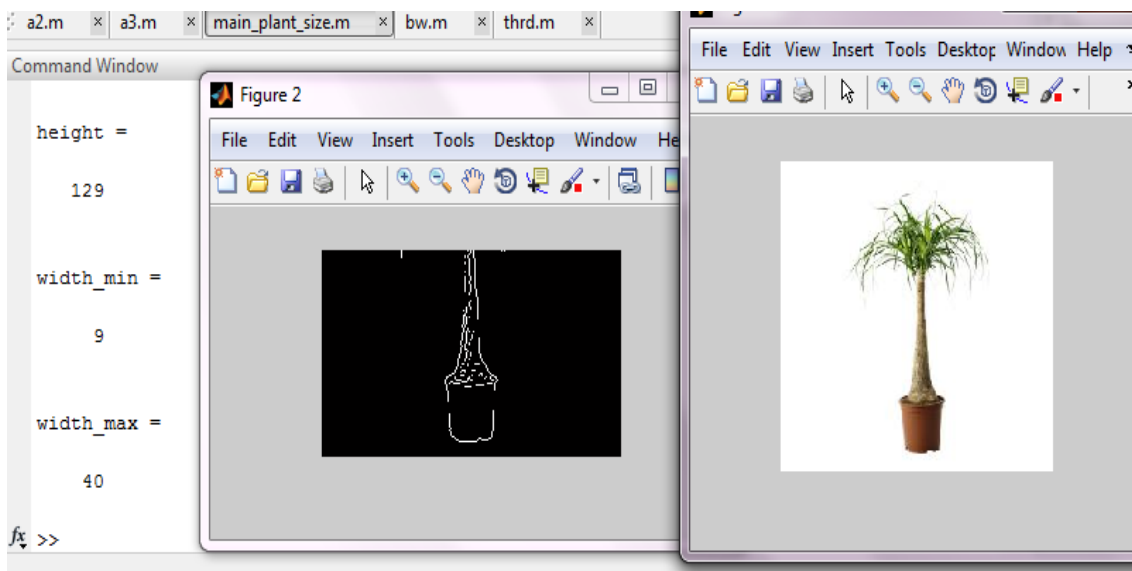 a2.m × a3.m × main_plant_size.m × bw.m × thrd.m ×
Command Window
height =
129
width_min =
9
width_max =
40
fx >>
Figure 2
File Edit View Insert Tools Desktop Window He
File Edit View Insert Tools Desktop Window Help